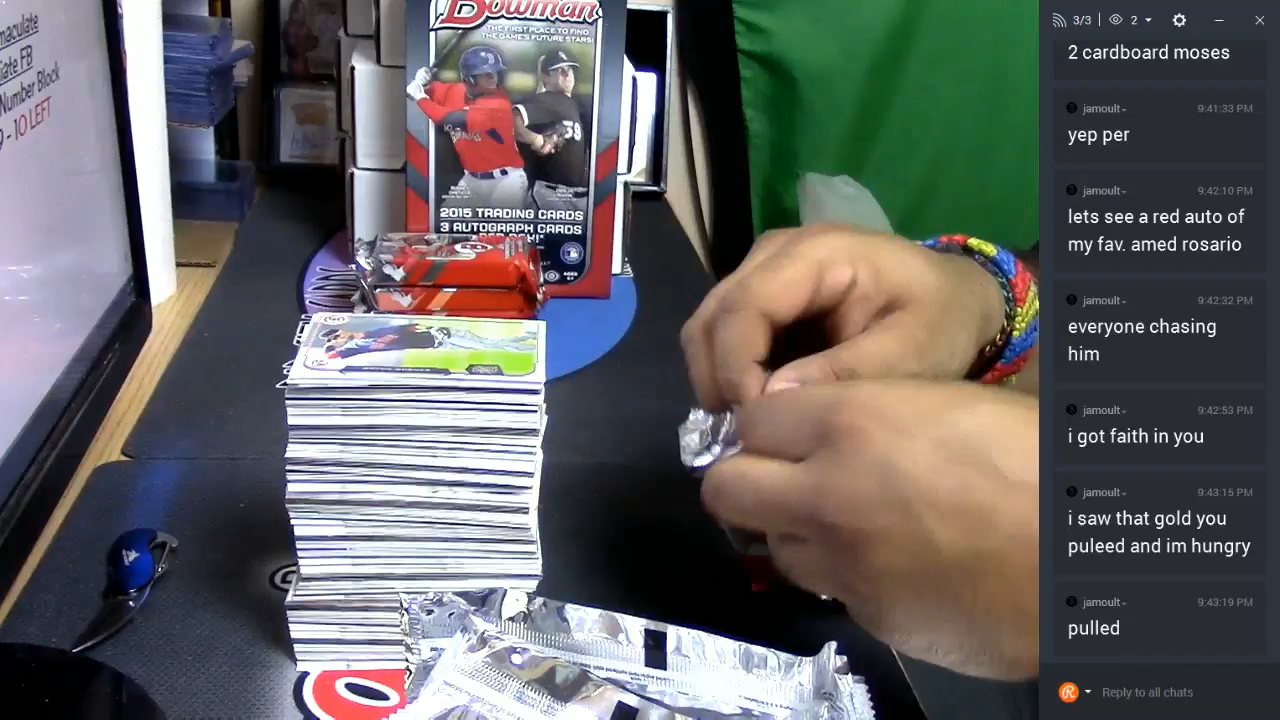 maculate
iate FB
Number Block
9 - 10 LEFT
Bowman
THE FIRST PLACE TO FIND
THE GAME'S FUTURE STARS!
2015 TRADING CARDS
3 AUTOGRAPH CARDS
3/3
2
2 cardboard moses
jamoult 9:41:33 PM
yep per
jamoult 9:42:10 PM
lets see a red auto of
my fav. amed rosario
jamoult 9:42:32 PM
everyone chasing
him
jamoult 9:42:53 PM
i got faith in you
jamoult 9:43:15 PM
i saw that gold you
puleed and im hungry
jamoult 9:43:19 PM
pulled
Reply to all chats